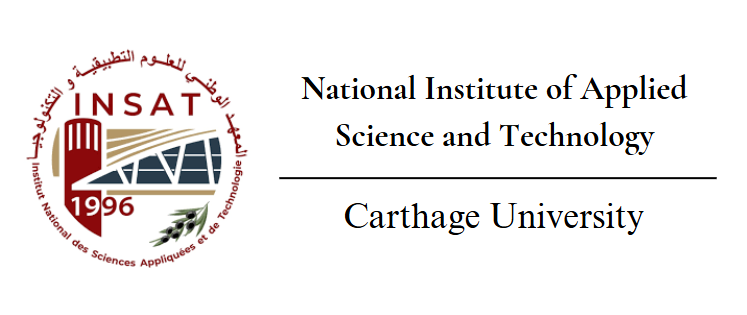 المعهد الوطني للعلوم التطبيقية و التكنولوجيا
INSAT
1996
Institut National des Sciences Appliquées et de Technologie
National Institute of Applied
Science and Technology
Carthage University